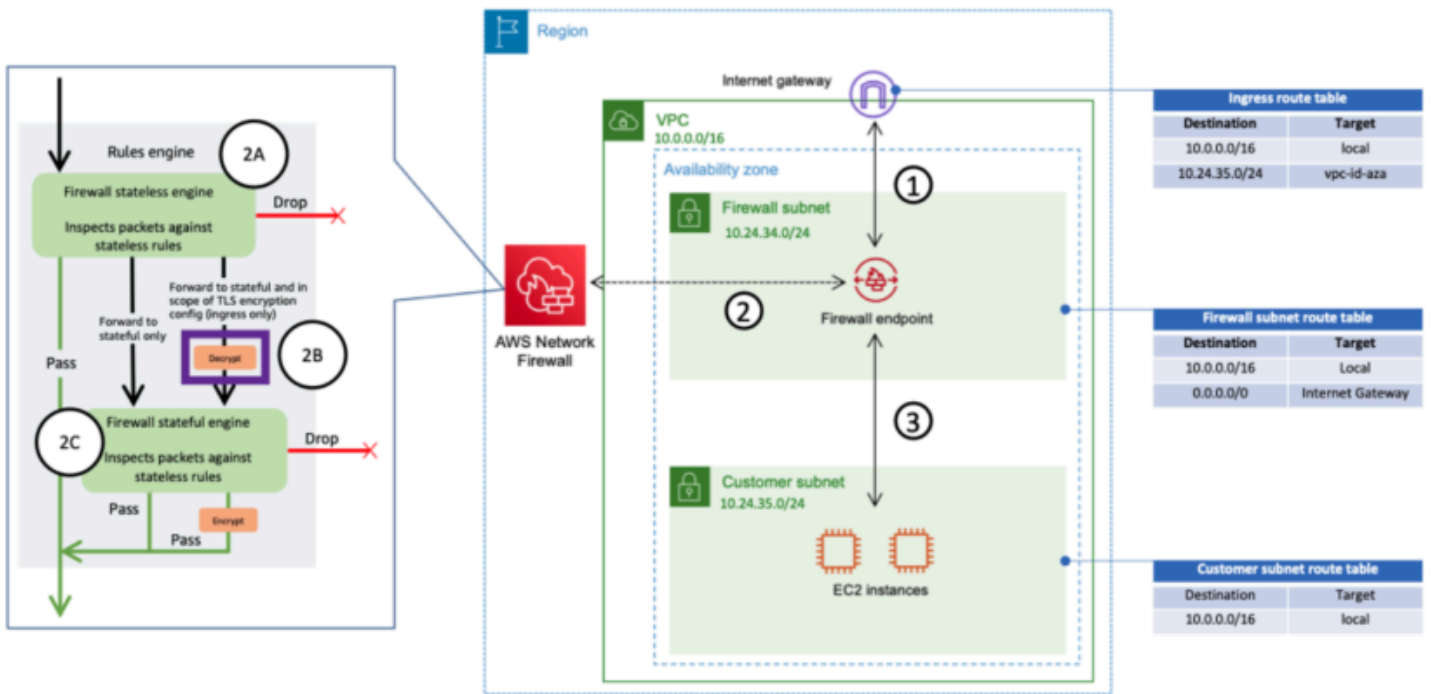 Region
Internet gateway
VPC
10.0.0.0/16
Availability zone
Firewall subnet
10.24.34.0/24
Firewall endpoint
Customer subnet
10.24.35.0/24
EC2 instances
AWS Network
Firewall
1
2
3
Rules engine
2A
Firewall stateless engine
Inspects packets against
stateless rules
Drop
Forward to stateful and in
scope of TLS encryption
config (ingress only)
Forward to
stateful only
Pass
Decrypt
2B
2C
Firewall stateful engine
Inspects packets against
stateless rules
Drop
Pass
Encrypt
Pass
Ingress route table
Destination Target
10.0.0.0/16 local
10.24.35.0/24 vpc-id-aza
Firewall subnet route table
Destination Target
10.0.0.0/16 Local
0.0.0.0/0 Internet Gateway
Customer subnet route table
Destination Target
10.0.0.0/16 local